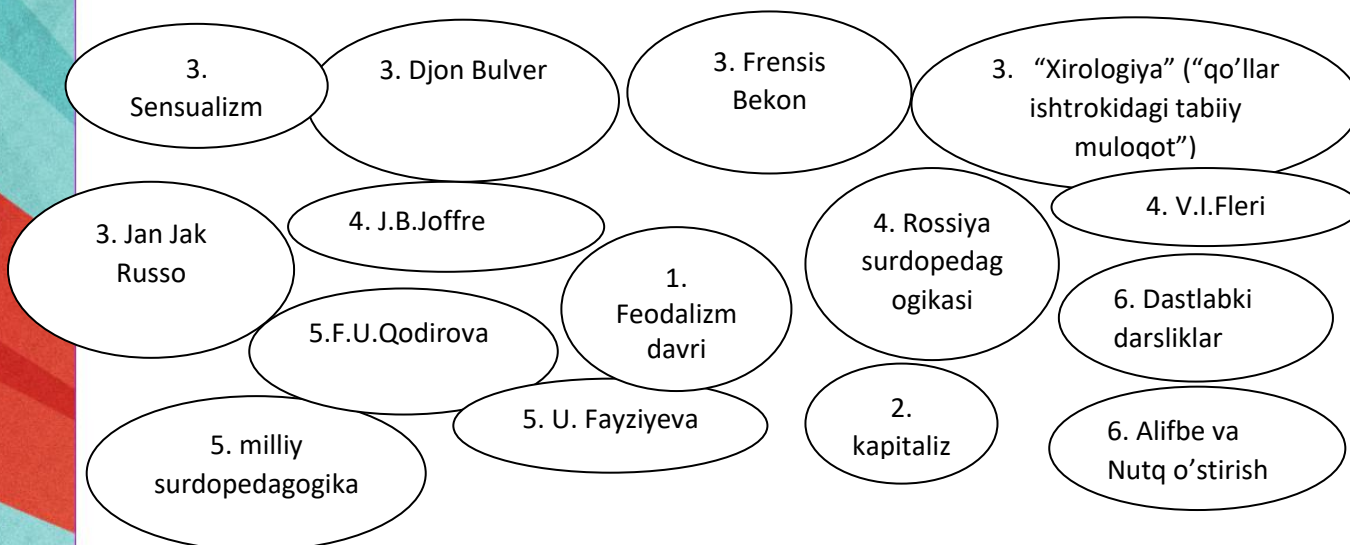 3.
Sensualizm
3. Djon Bulver
3. Frensis
Bekon
3. “Xirologiya” (“qo’llar
ishtrokidagi tabiiy
muloqot”)
3. Jan Jak
Russo
4. J.B.Joffre
4. Rossiya
surdopedag
ogikasi
4. V.I.Fleri
5.F.U.Qodirova
1.
Feodalizm
davri
6. Dastlabki
darsliklar
5. milliy
surdopedagogika
5. U. Fayziyeva
2.
kapitaliz
6. Alifbe va
Nutq o’stirish